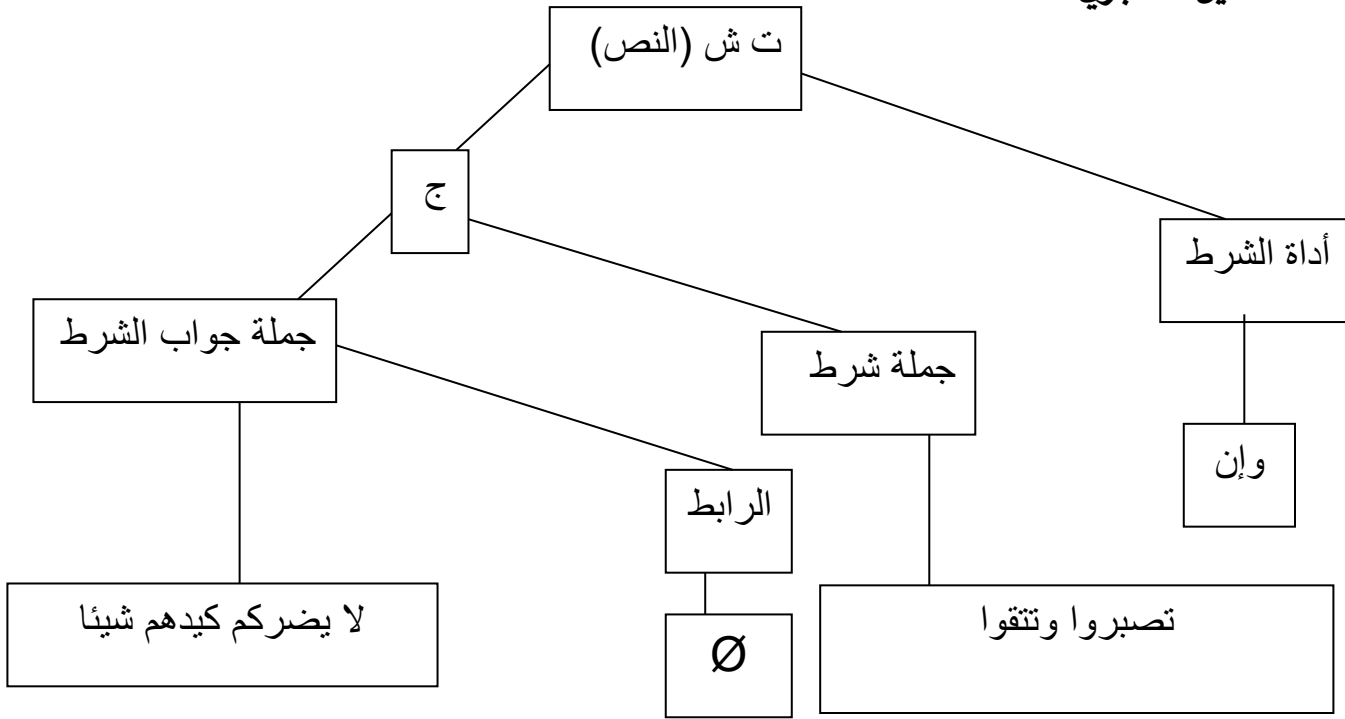 ت ش (النص)
ج
أداة الشرط
جملة جواب الشرط
جملة شرط
وإن
الرابط
لا يضركم كيدهم شيئا
تصبروا وتتقوا
Ø